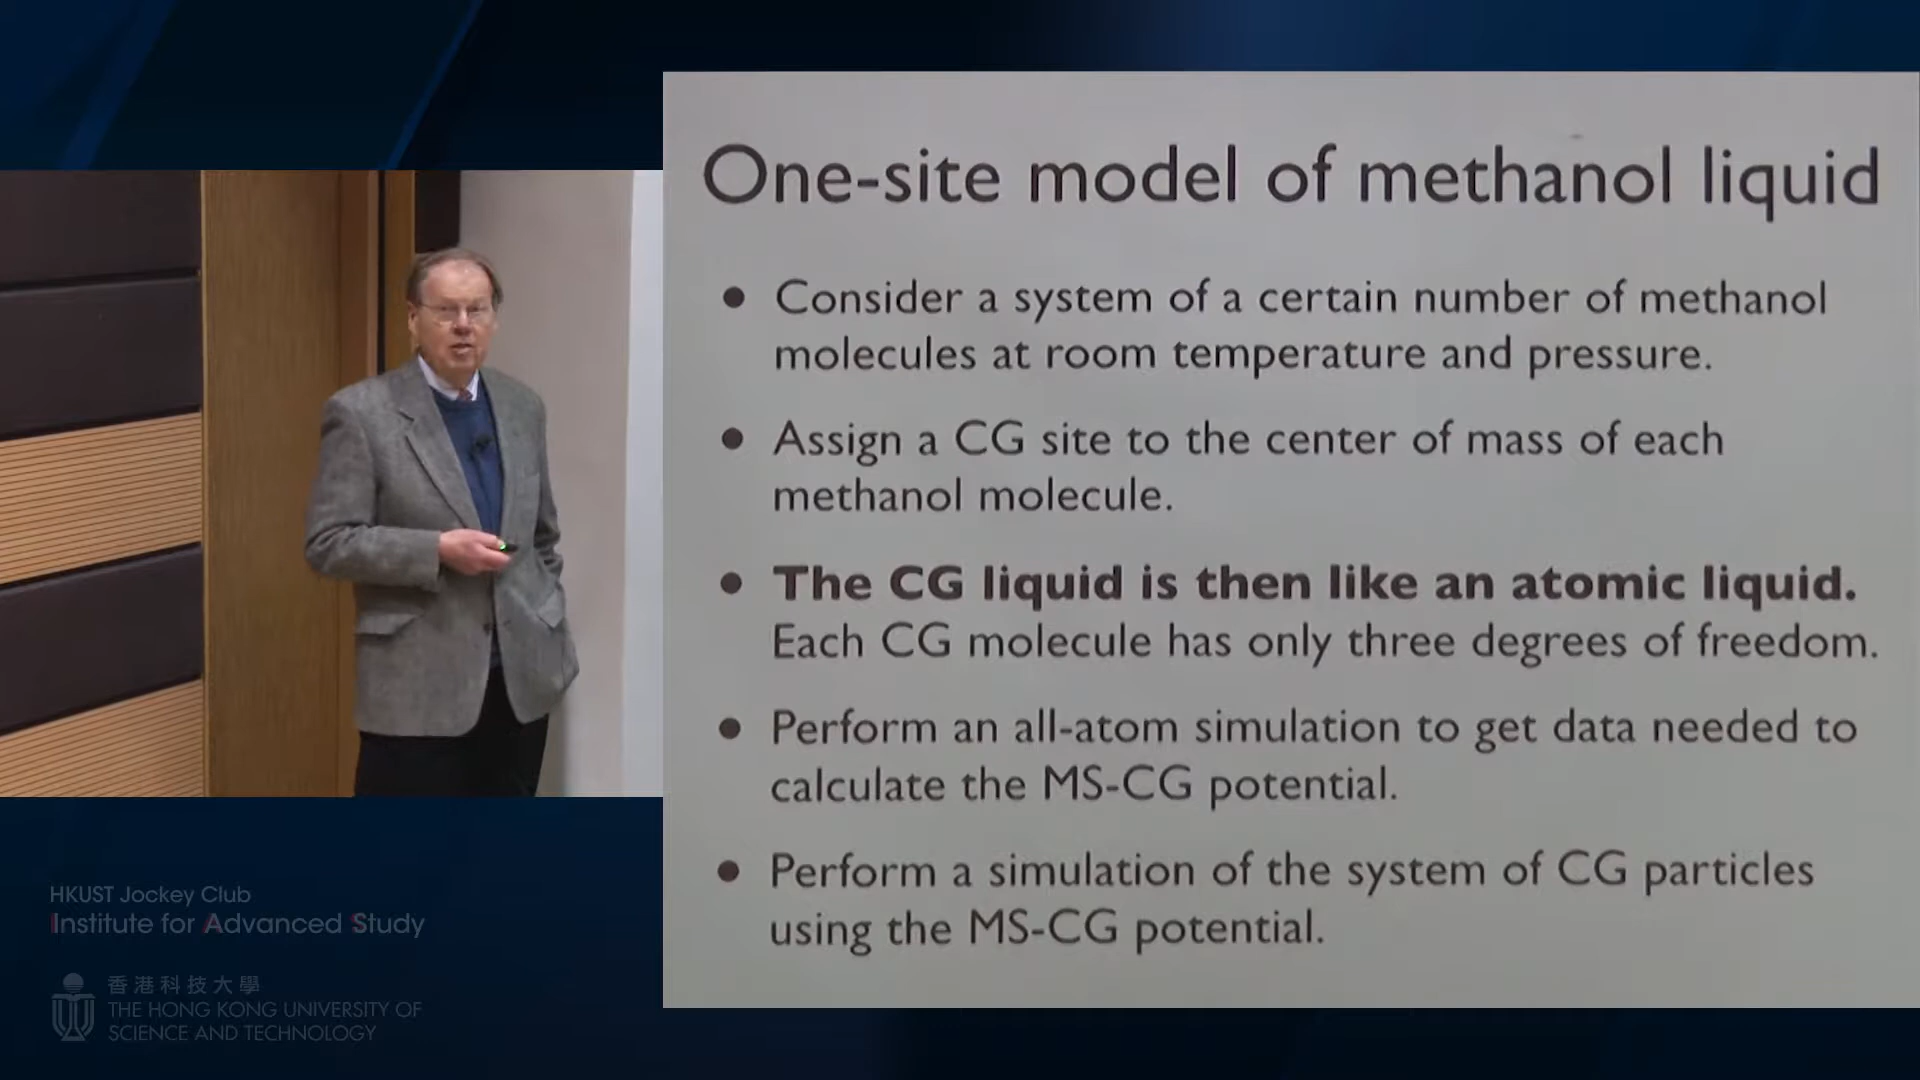 One-site model of methanol liquid
• Consider a system of a certain number of methanol
molecules at room temperature and pressure.
• Assign a CG site to the center of mass of each
methanol molecule.
• The CG liquid is then like an atomic liquid.
Each CG molecule has only three degrees of freedom.
• Perform an all-atom simulation to get data needed to
calculate the MS-CG potential.
• Perform a simulation of the system of CG particles
using the MS-CG potential.
HKUST Jockey Club
Institute for Advanced Study
香港科技大學
THE HONG KONG UNIVERSITY OF
SCIENCE AND TECHNOLOGY